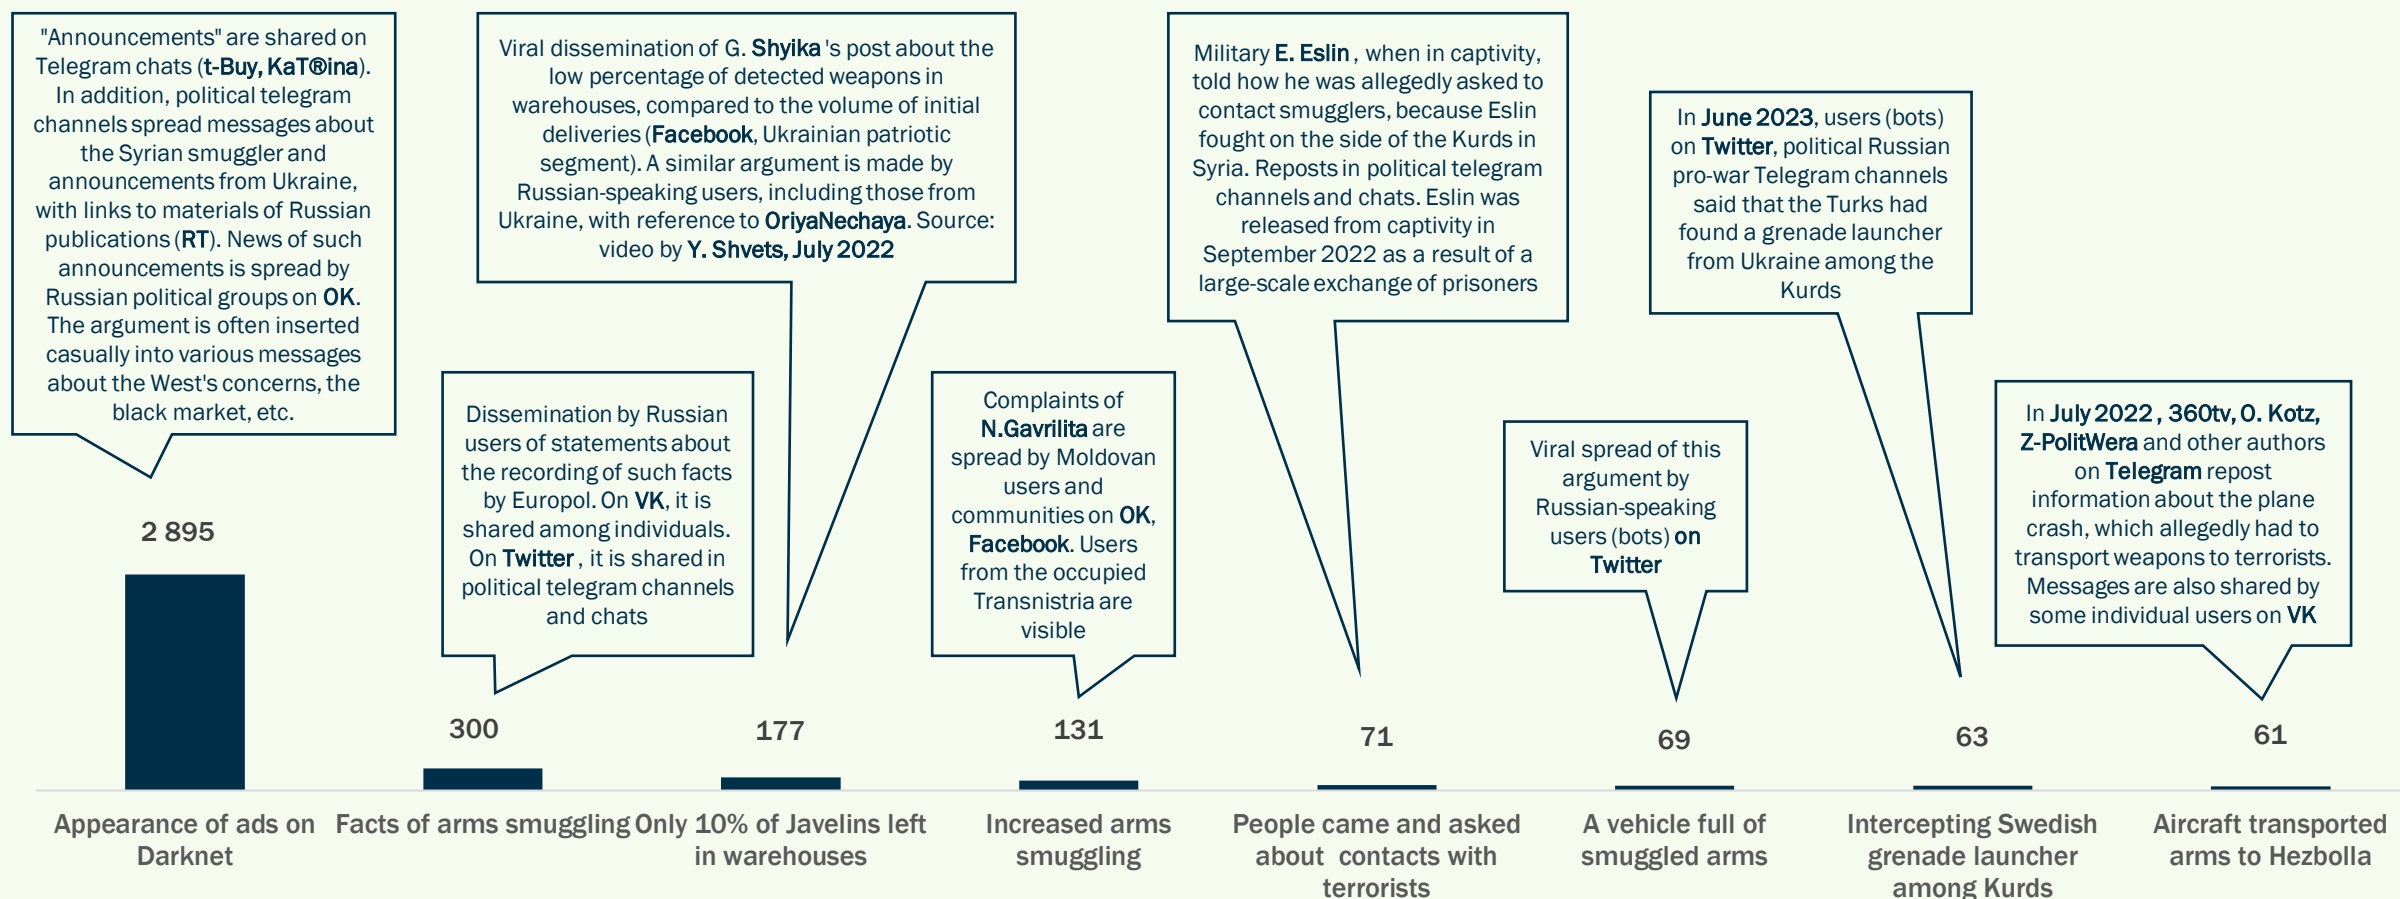 "Announcements" are shared on
Telegram chats (t-Buy, KaT®ina).
In addition, political telegram
channels spread messages about
the Syrian smuggler and
announcements from Ukraine,
with links to materials of Russian
publications (RT). News of such
announcements is spread by
Russian political groups on OK.
The argument is often inserted
casually into various messages
about the West's concerns, the
black market, etc.
Viral dissemination of G. Shyika 's post about the
low percentage of detected weapons in
warehouses, compared to the volume of initial
deliveries (Facebook, Ukrainian patriotic
segment). A similar argument is made by
Russian-speaking users, including those from
Ukraine, with reference to OriyaNechaya. Source:
video by Y. Shvets, July 2022
Military E. Eslin , when in captivity,
told how he was allegedly asked to
contact smugglers, because Eslin
fought on the side of the Kurds in
Syria. Reposts in political telegram
channels and chats. Eslin was
released from captivity in
September 2022 as a result of a
large-scale exchange of prisoners
In June 2023, users (bots)
on Twitter, political Russian
pro-war Telegram channels
said that the Turks had
found a grenade launcher
from Ukraine among the
Kurds
Dissemination by Russian
users of statements about
the recording of such facts
by Europol. On VK, it is
shared among individuals.
On Twitter , it is shared in
political telegram channels
and chats
Complaints of
N.Gavrilita are
spread by Moldovan
users and
communities on OK,
Facebook. Users
from the occupied
Transnistria are
visible
Viral spread of this
argument by
Russian-speaking
users (bots) on
Twitter
In July 2022 , 360tv, O. Kotz,
Z-PolitWera and other authors
on Telegram repost
information about the plane
crash, which allegedly had to
transport weapons to terrorists.
Messages are also shared by
some individual users on VK
2 895
300
177
131
71
69
63
61
Appearance of ads on
Darknet
Facts of arms smuggling
Only 10% of Javelins left
in warehouses
Increased arms
smuggling
People came and asked
about  contacts with
terrorists
A vehicle full of
smuggled arms
Intercepting Swedish
grenade launcher
among Kurds
Aircraft transported
arms to Hezbolla